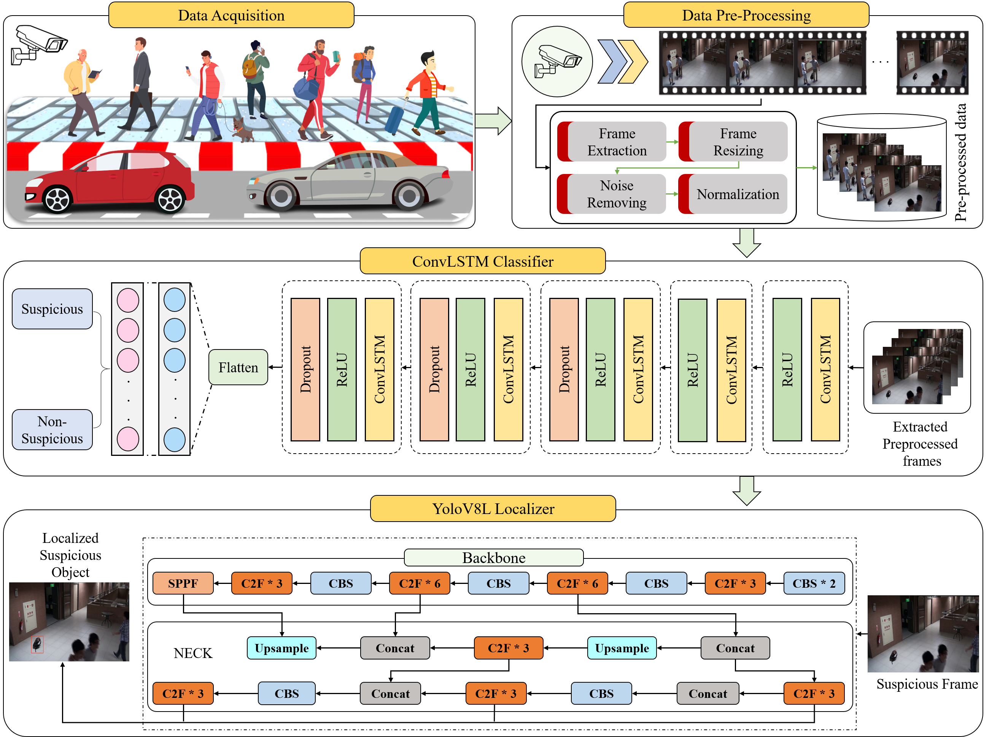 Data Acquisition
Data Pre-Processing
. . .
Frame
Extraction
Frame
Resizing
Noise
Removing
Normalization
Pre-processed data
ConvLSTM Classifier
Suspicious
Non-
Suspicious
Flatten
Dropout
ReLU
ConvLSTM
Dropout
ReLU
ConvLSTM
Dropout
ReLU
ConvLSTM
ReLU
ConvLSTM
ReLU
ConvLSTM
Extracted
Preprocessed
frames
YoloV8L Localizer
Localized
Suspicious
Object
Backbone
SPPF
C2F * 3
CBS
C2F * 6
CBS
C2F * 6
CBS
C2F * 3
CBS * 2
NECK
Upsample
Concat
C2F * 3
Upsample
Concat
C2F * 3
CBS
Concat
C2F * 3
CBS
Concat
C2F * 3
Suspicious Frame